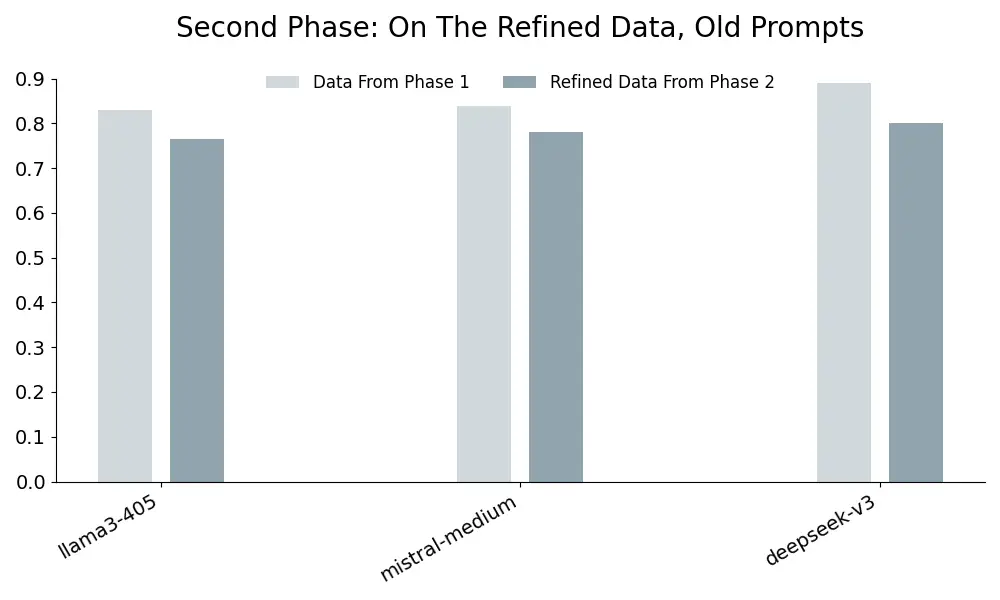 Second Phase: On The Refined Data, Old Prompts
Data From Phase 1
Refined Data From Phase 2
0.9
0.8
0.7
0.6
0.5
0.4
0.3
0.2
0.1
0.0
llama3-405
mistral-medium
deepseek-v3